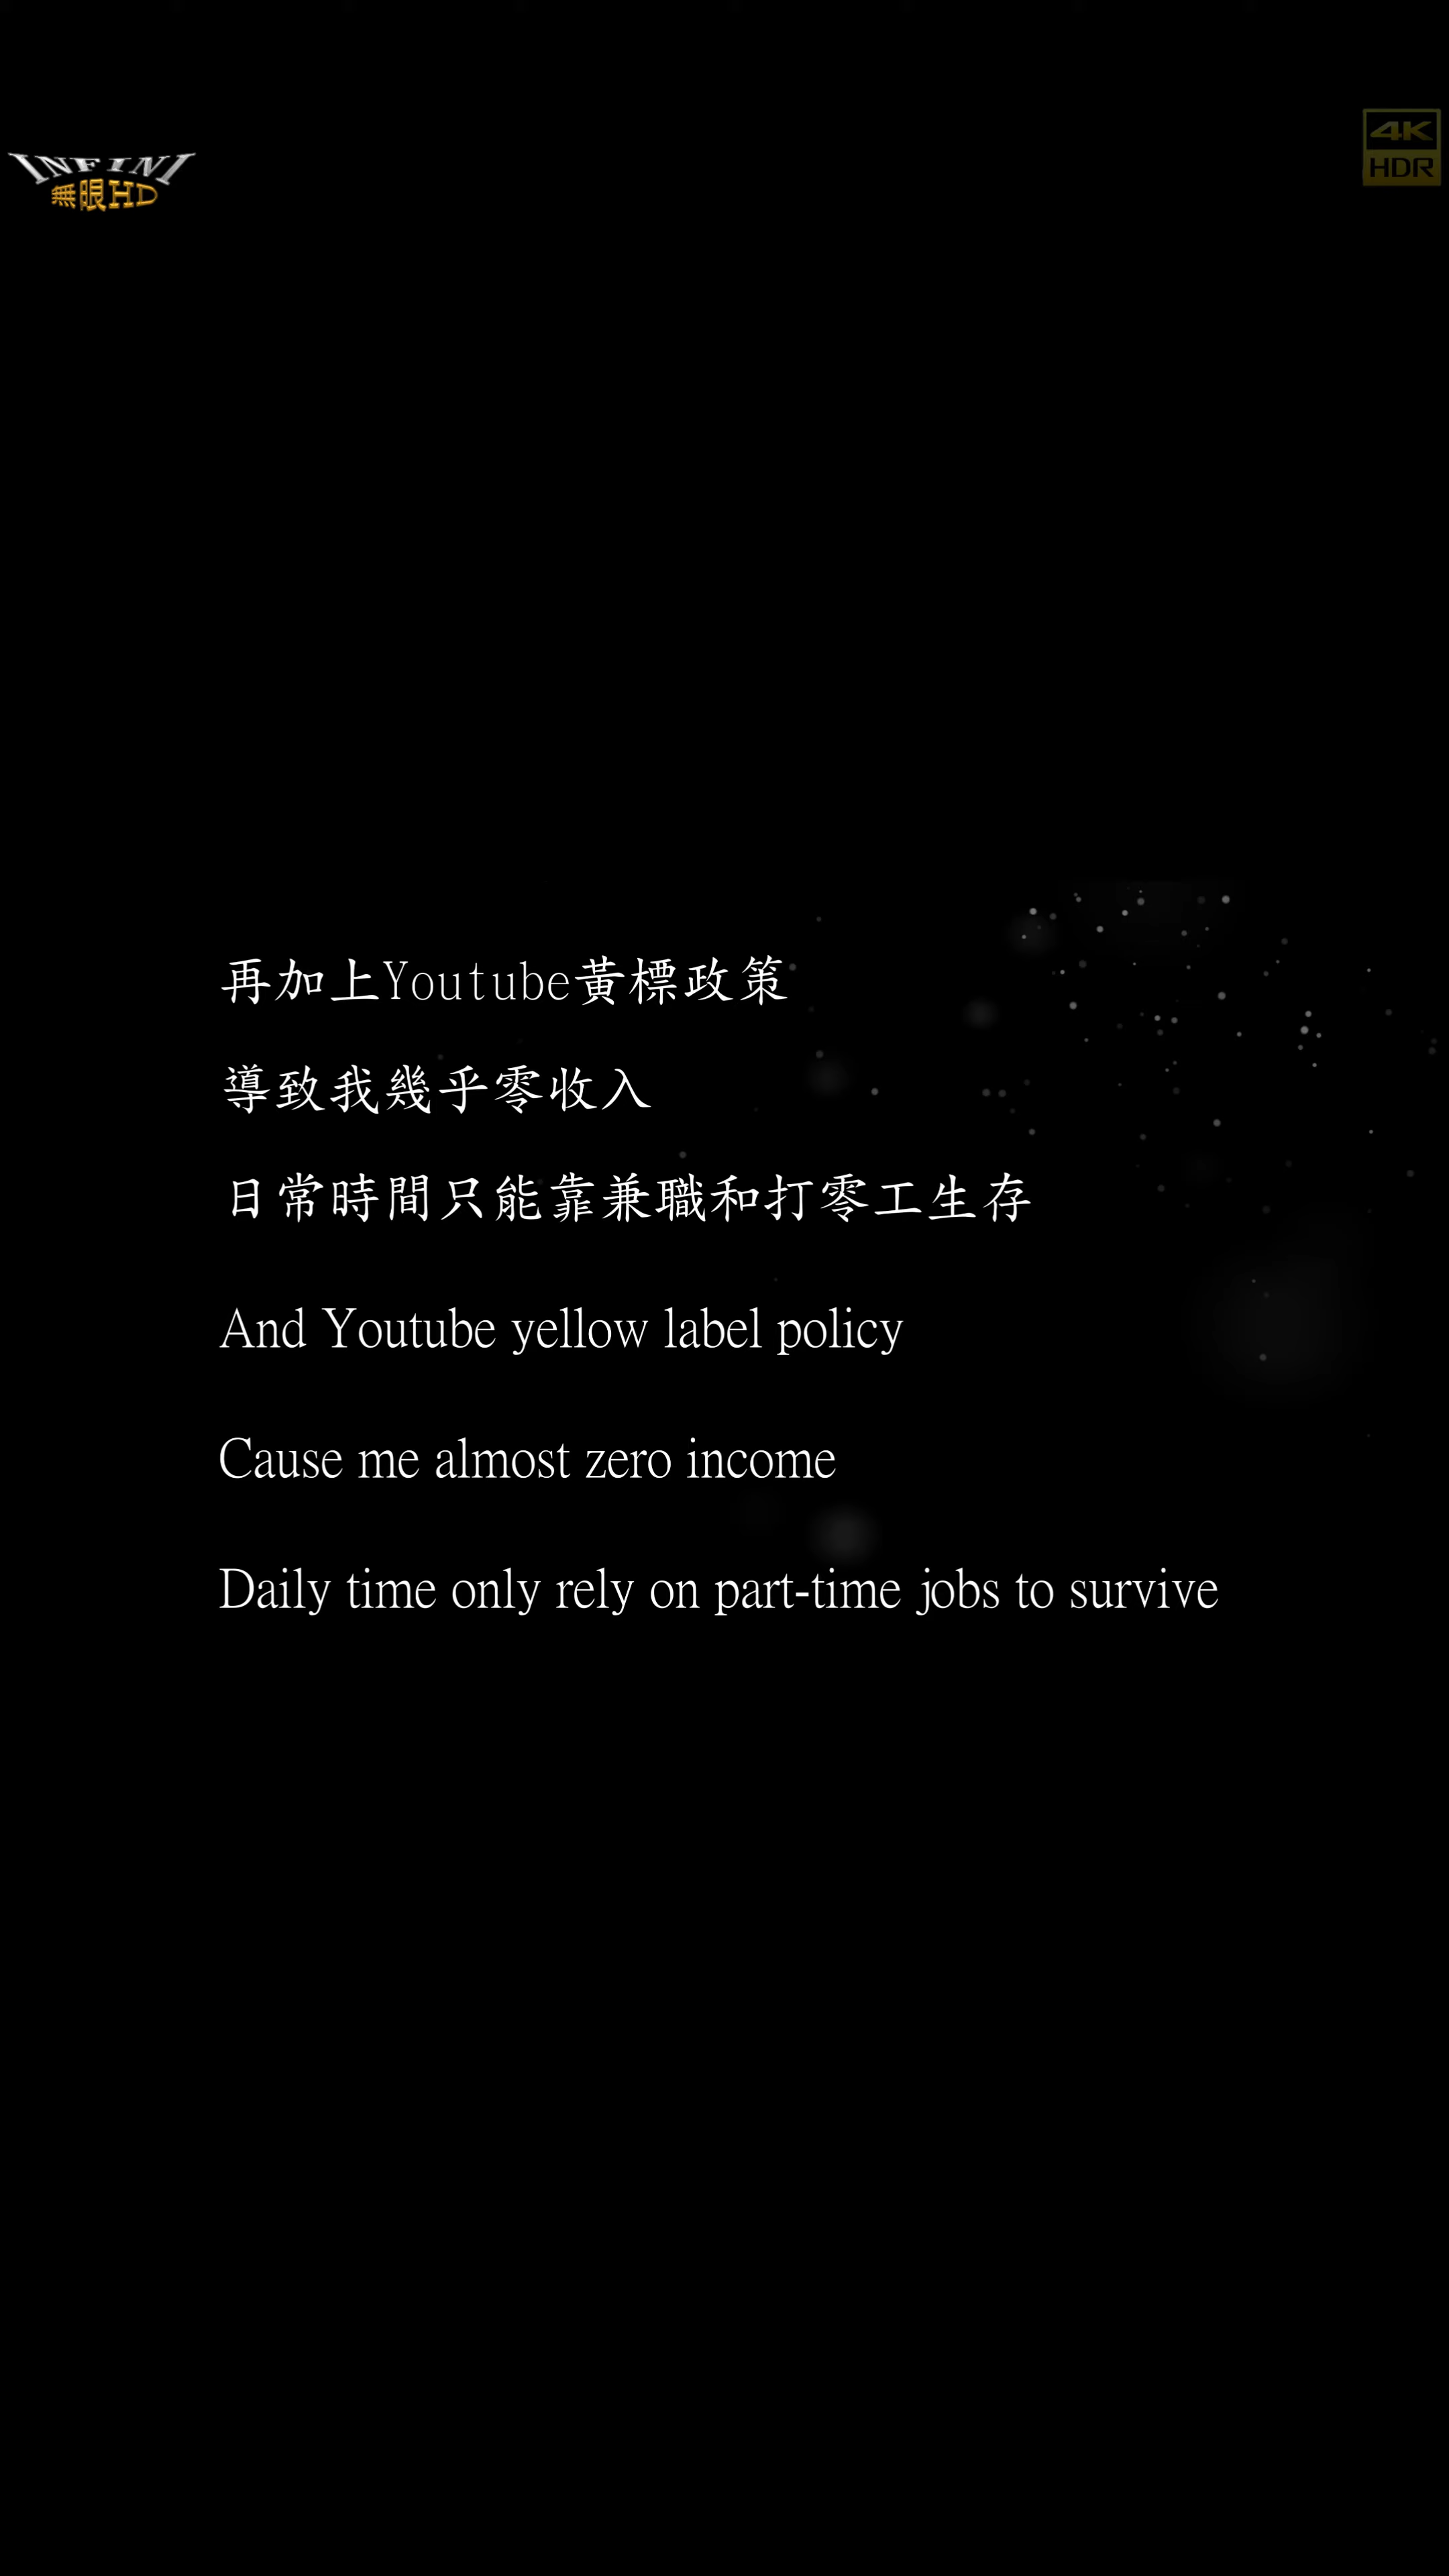 INFINI
無限HD
4K
HDR
再加上Youtube黃標政策
導致我幾乎零收入
日常時間只能靠兼職和打零工生存
And Youtube yellow label policy
Cause me almost zero income
Daily time only rely on part-time jobs to survive